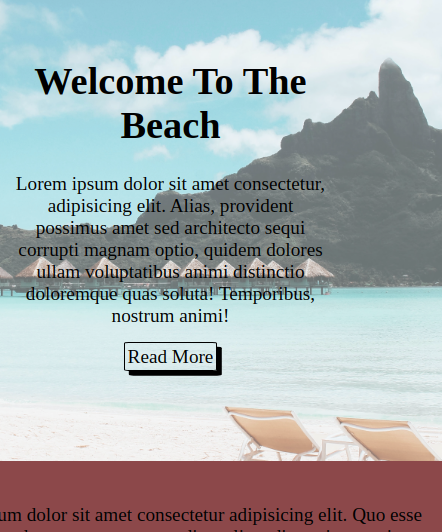 Welcome To The
Beach
Lorem ipsum dolor sit amet consectetur,
adipisicing elit. Alias, provident
possimus amet sed architecto sequi
corrupti magnam optio, quidem dolores
ullam voluptatibus animi distinctio
doloremque quas soluta! Temporibus,
nostrum animi!
Read More
dolor sit amet consectetur adipisicing elit. Quo esse